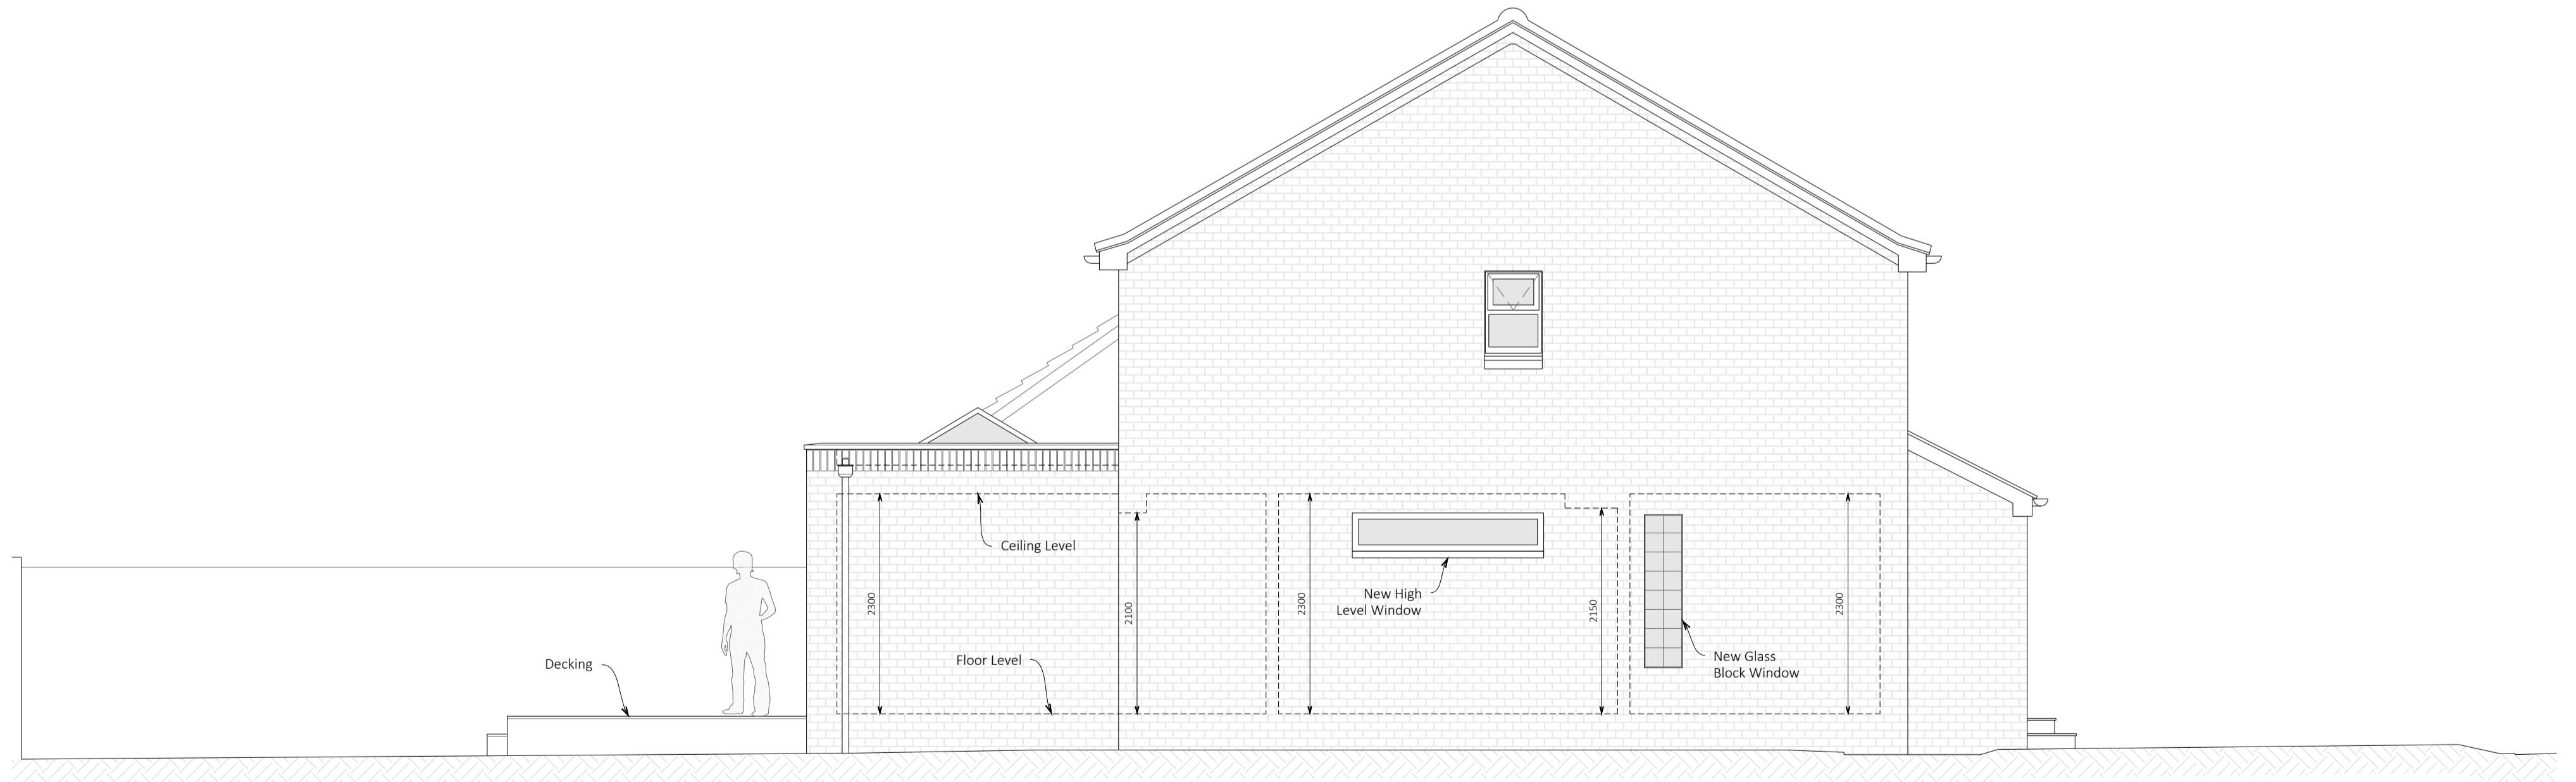 Ceiling Level
2300
2100
2300
New High
Level Window
2150
2300
Floor Level
Decking
New Glass
Block Window